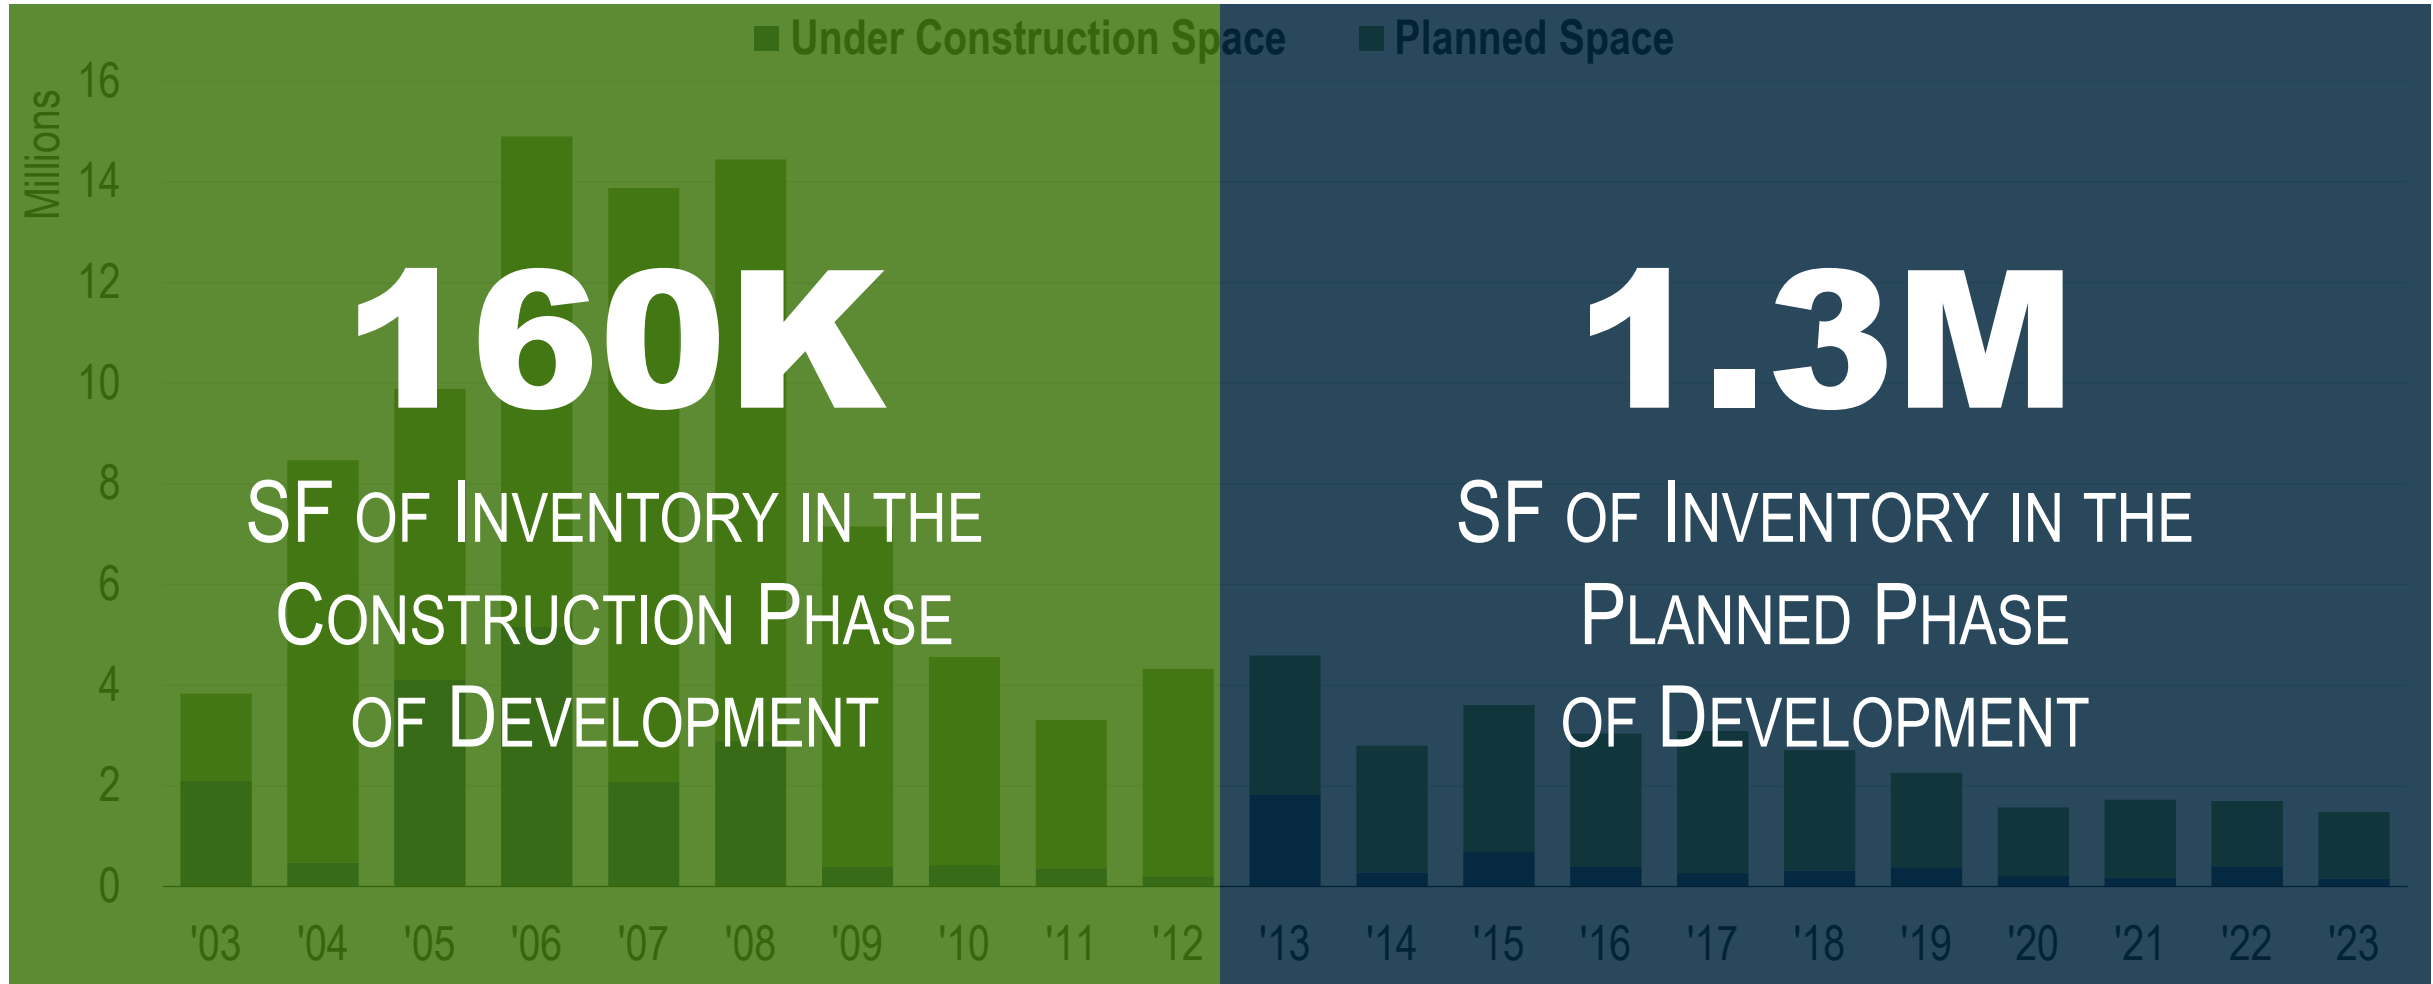 Under Construction Space Planned Space
Millions
16
14
12
10
8
6
4
2
0
160K
SF OF INVENTORY IN THE
CONSTRUCTION PHASE
OF DEVELOPMENT
1.3M
SF OF INVENTORY IN THE
PLANNED PHASE
OF DEVELOPMENT
'03 '04 '05 '06 '07 '08 '09 '10 '11 '12 '13 '14 '15 '16 '17 '18 '19 '20 '21 '22 '23